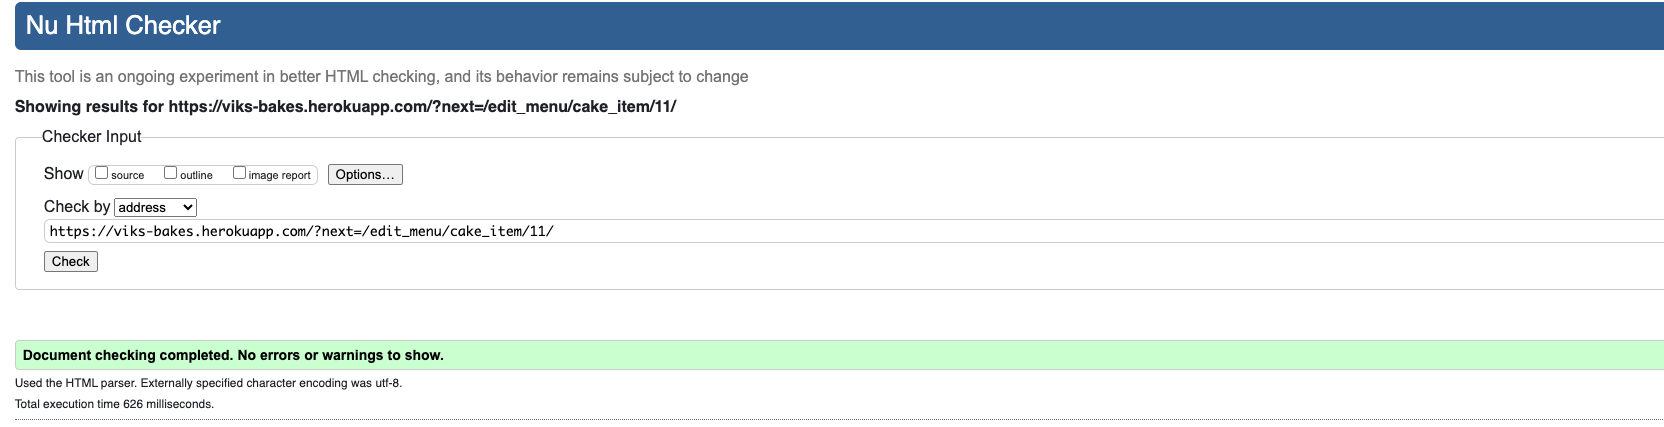 Nu Html Checker
This tool is an ongoing experiment in better HTML checking, and its behavior remains subject to change
Showing results for https://viks-bakes.herokuapp.com/?next=/edit_menu/cake_item/11/
Checker Input
Show source outline image report Options...
Check by address
https://viks-bakes.herokuapp.com/?next=/edit_menu/cake_item/11/
Check
Document checking completed. No errors or warnings to show.
Used the HTML parser. Externally specified character encoding was utf-8.
Total execution time 626 milliseconds.